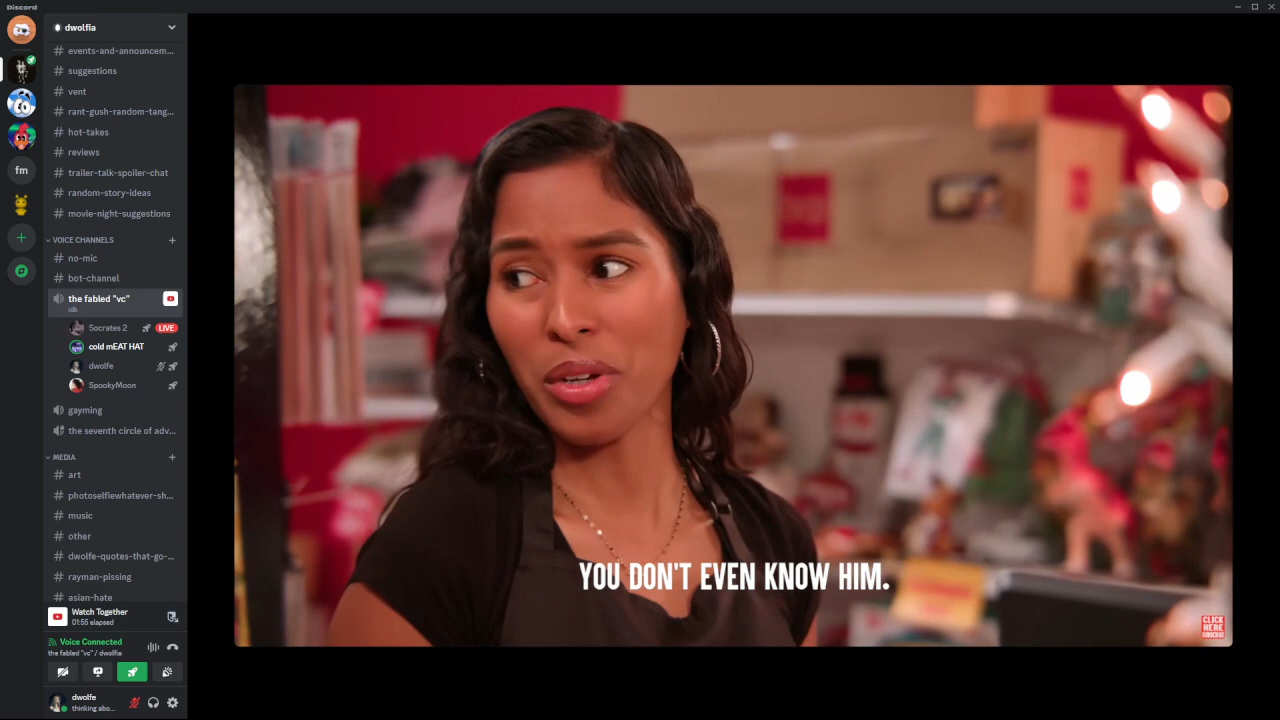 Discord
dwolfia
events-and-announcem...
suggestions
vent
rant-gush-random-tang...
hot-takes
reviews
trailer-talk-spoiler-chat
fm
random-story-ideas
movie-night-suggestions
VOICE CHANNELS
no-mic
bot-channel
the fabled "vc"
idk
Socrates 2 LIVE
cold mEAT HAT
dwolfe
SpookyMoon
gayming
the seventh circle of adv...
MEDIA
art
photoselfiewhatever-sh...
music
other
dwolfe-quotes-that-go-...
rayman-pissing
asian-hate
Watch Together
01:55 elapsed
Voice Connected
the fabled "vc" / dwolfia
dwolfe
thinking abo...
YOU DON'T EVEN KNOW HIM.
CLICK
HERE
SUBSCRIBE